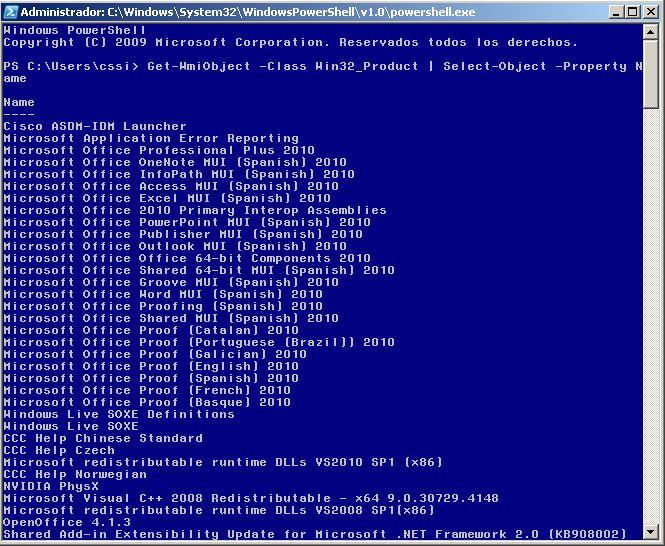 Administrador: C:\Windows\System32\WindowsPowerShell\v1.0\powershell.exe
Windows PowerShell
Copyright (C) 2009 Microsoft Corporation. Reservados todos los derechos.
PS C:\Users\cssi> Get-WmiObject -Class Win32_Product | Select-Object -Property N
ame
Name
----
Cisco ASDM-IDM Launcher
Microsoft Application Error Reporting
Microsoft Office Professional Plus 2010
Microsoft Office OneNote MUI (Spanish) 2010
Microsoft Office InfoPath MUI (Spanish) 2010
Microsoft Office Access MUI (Spanish) 2010
Microsoft Office Excel MUI (Spanish) 2010
Microsoft Office 2010 Primary Interop Assemblies
Microsoft Office PowerPoint MUI (Spanish) 2010
Microsoft Office Publisher MUI (Spanish) 2010
Microsoft Office Outlook MUI (Spanish) 2010
Microsoft Office Office 64-bit Components 2010
Microsoft Office Shared 64-bit MUI (Spanish) 2010
Microsoft Office Groove MUI (Spanish) 2010
Microsoft Office Word MUI (Spanish) 2010
Microsoft Office Proofing (Spanish) 2010
Microsoft Office Shared MUI (Spanish) 2010
Microsoft Office Proof (Catalan) 2010
Microsoft Office Proof (Portuguese (Brazil)) 2010
Microsoft Office Proof (Galician) 2010
Microsoft Office Proof (English) 2010
Microsoft Office Proof (Spanish) 2010
Microsoft Office Proof (French) 2010
Microsoft Office Proof (Basque) 2010
Windows Live SOXE Definitions
Windows Live SOXE
CCC Help Chinese Standard
CCC Help Czech
Microsoft redistributable runtime DLLs VS2010 SP1 (x86)
CCC Help Norwegian
NVIDIA PhysX
Microsoft Visual C++ 2008 Redistributable - x64 9.0.30729.4148
Microsoft redistributable runtime DLLs VS2008 SP1(x86)
OpenOffice 4.1.3
Shared Add-in Extensibility Update for Microsoft .NET Framework 2.0 (KB908002)